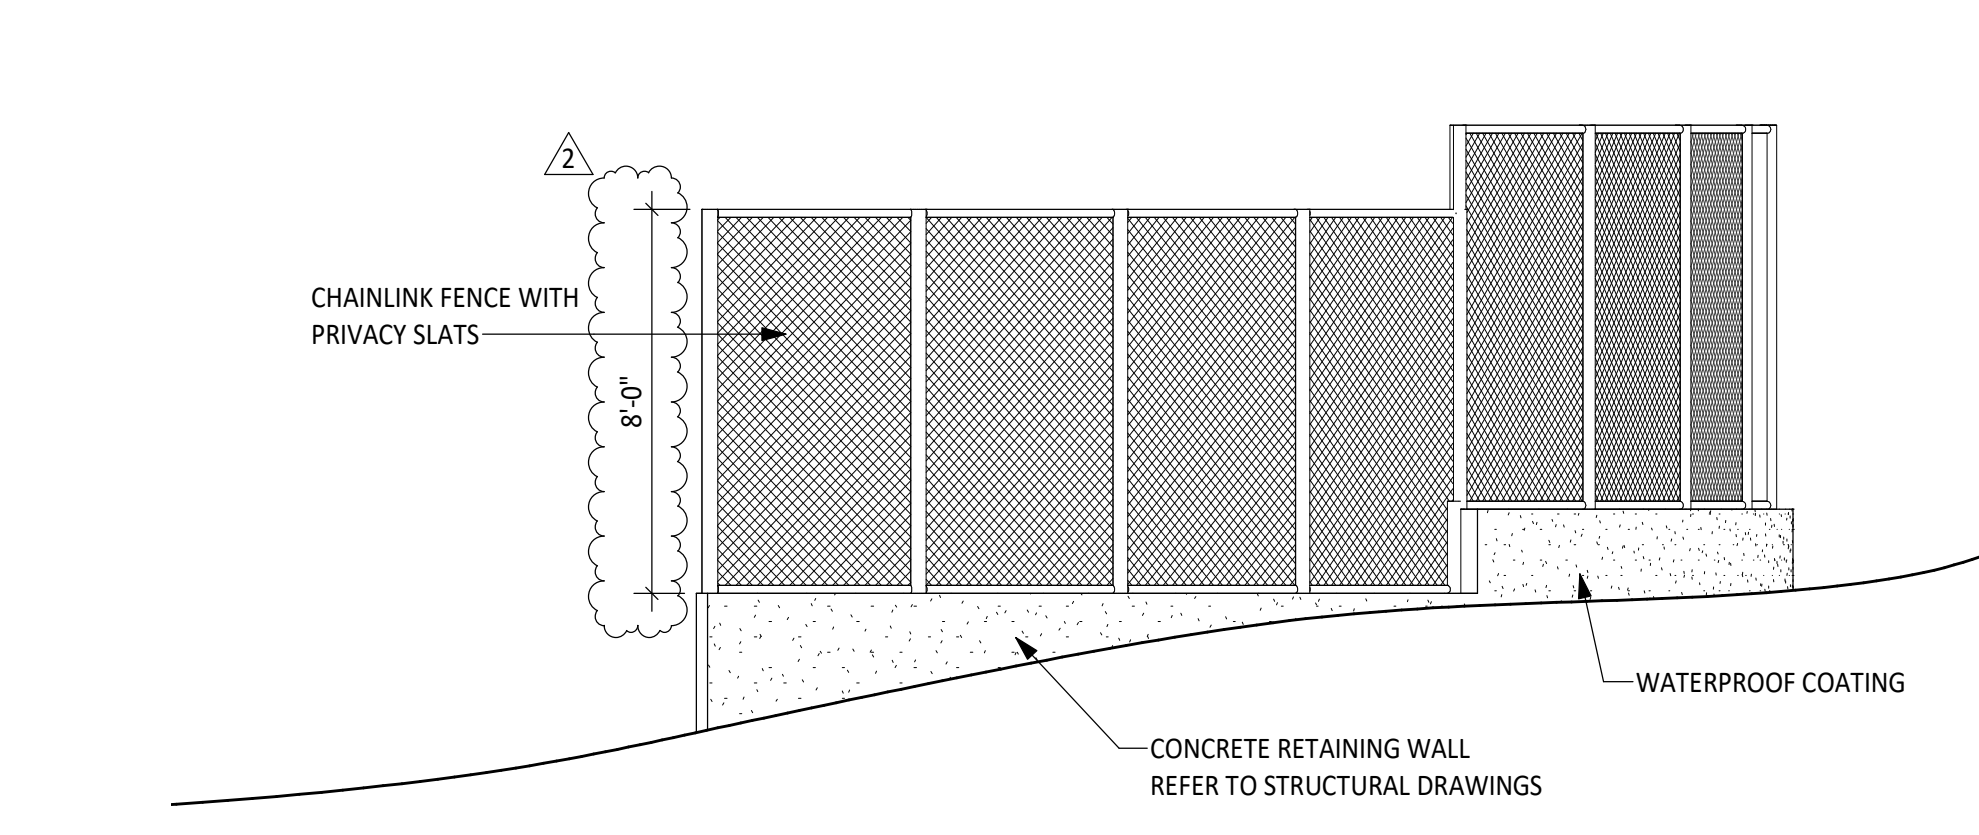 2
CHAINLINK FENCE WITH
PRIVACY SLATS
8'-0"
WATERPROOF COATING
CONCRETE RETAINING WALL
REFER TO STRUCTURAL DRAWINGS